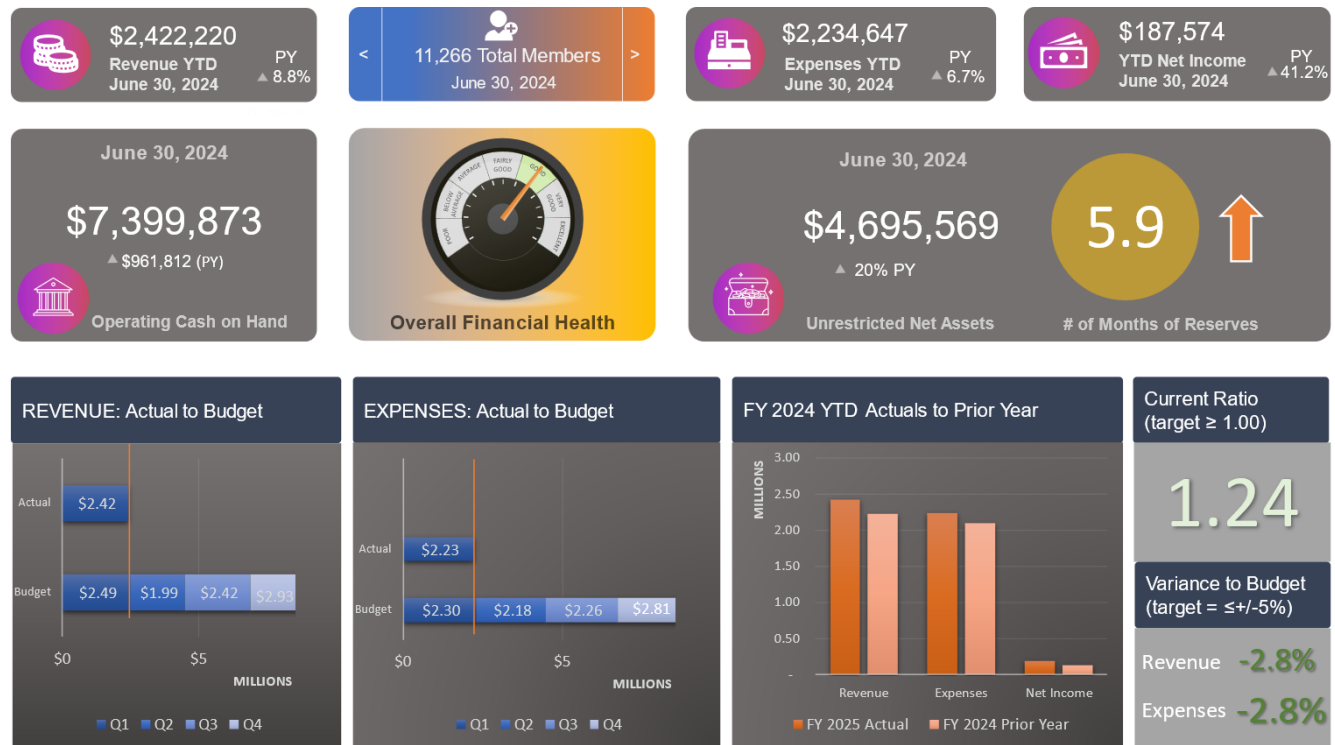 $2,422,220
Revenue YTD
June 30, 2024
PY
▲ 8.8%
<
11,266 Total Members
June 30, 2024
>
$2,234,647
Expenses YTD
June 30, 2024
PY
▲ 6.7%
$187,574
YTD Net Income
June 30, 2024
PY
▲41.2%
June 30, 2024
$7,399,873
▲ $961,812 (PY)
Operating Cash on Hand
POOR
BELOW
AVERAGE
AVERAGE
FAIRLY
GOOD
GOOD
VERY
GOOD
EXCELLENT
Overall Financial Health
June 30, 2024
$4,695,569
▲ 20% PY
Unrestricted Net Assets
5.9
# of Months of Reserves
REVENUE: Actual to Budget
Actual
$2.42
Budget
$2.49 $1.99 $2.42 $2.93
$0 $5
MILLIONS
Q1 Q2 Q3 Q4
EXPENSES: Actual to Budget
Actual
$2.23
Budget
$2.30 $2.18 $2.26 $2.81
$0 $5
MILLIONS
Q1 Q2 Q3 Q4
FY 2024 YTD Actuals to Prior Year
MILLIONS
3.00
2.50
2.00
1.50
1.00
0.50
-
Revenue Expenses Net Income
FY 2025 Actual FY 2024 Prior Year
Current Ratio
(target ≥ 1.00)
1.24
Variance to Budget
(target = ≤+/-5%)
Revenue -2.8%
Expenses -2.8%